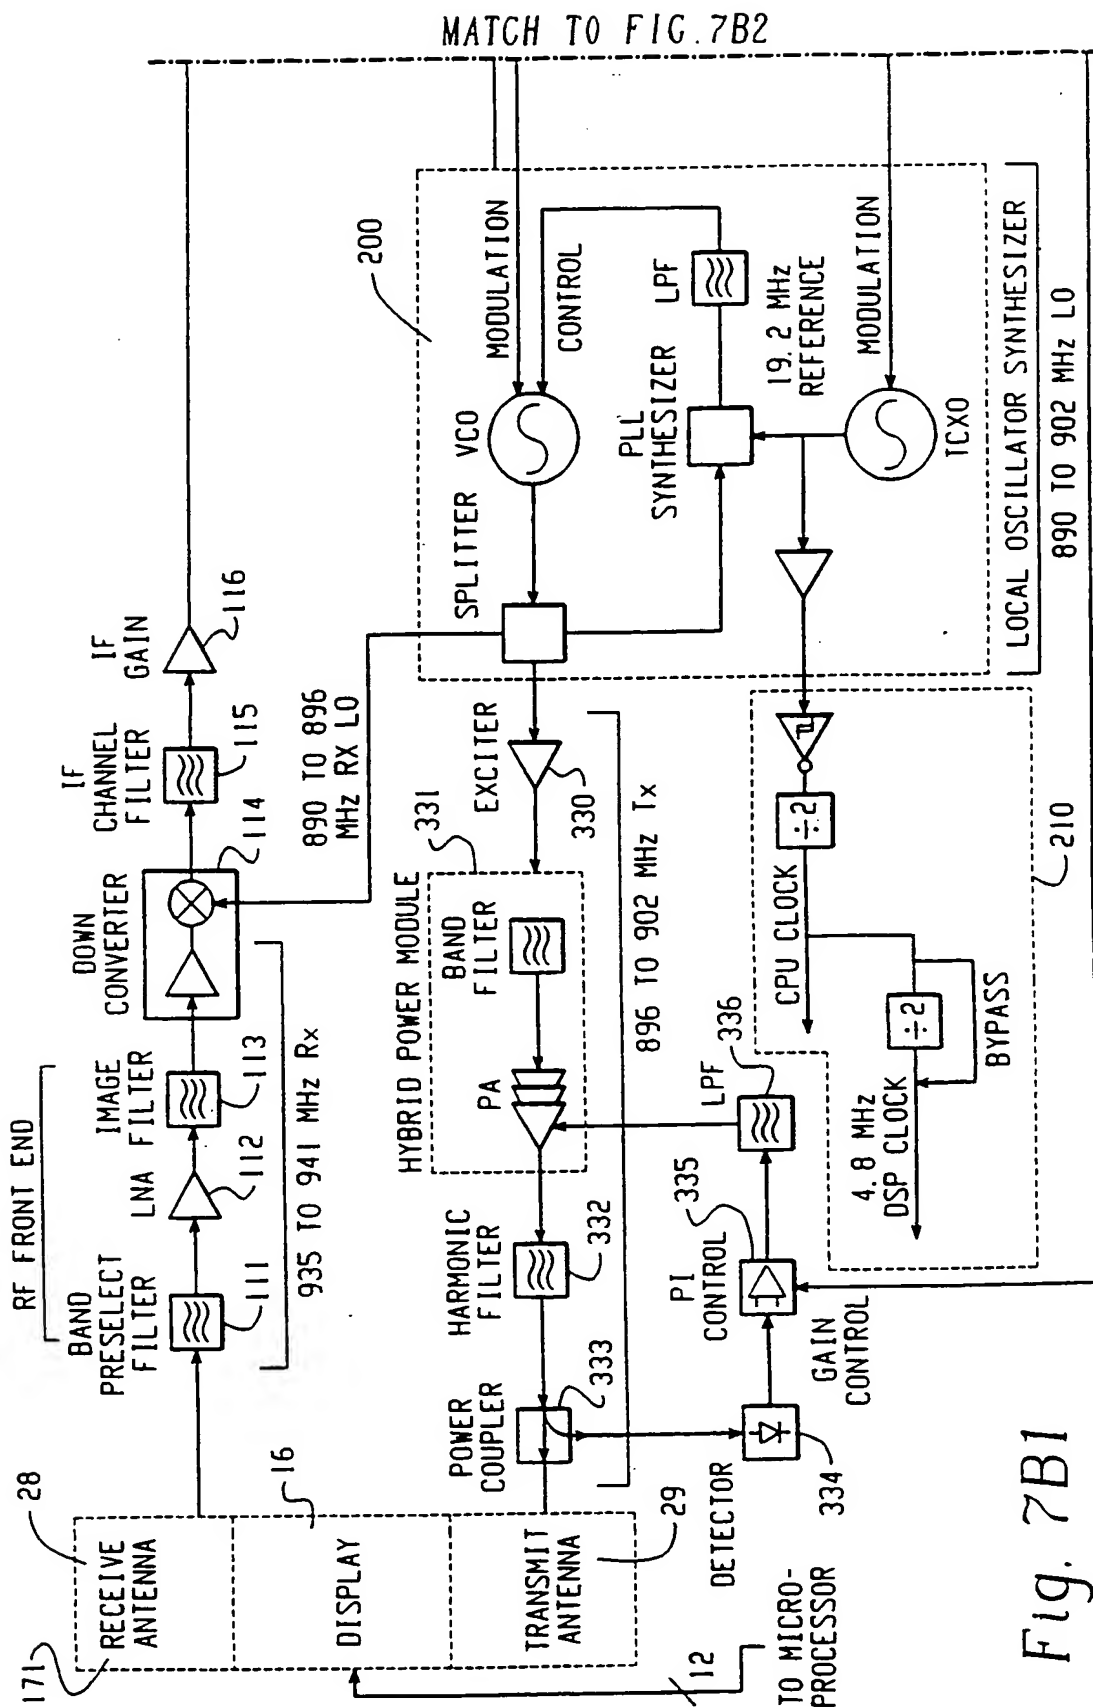 MATCH TO FIG.7B2
171
28
RECEIVE
ANTENNA
16
DISPLAY
TRANSMIT
ANTENNA
29
12
TO MICRO-
PROCESSOR
RF FRONT END
BAND
PRESELECT
FILTER
111
LNA
112
IMAGE
FILTER
113
935 TO 941 MHz Rx
DOWN
CONVERTER
114
IF
CHANNEL
FILTER
115
IF
GAIN
116
890 TO 896
MHz RX LO
POWER
COUPLER
333
HARMONIC
FILTER
332
HYBRID POWER MODULE
331
PA
BAND
FILTER
EXCITER
330
896 TO 902 MHz Tx
DETECTOR
334
PI
CONTROL
335
GAIN
CONTROL
LPF
336
200
SPLITTER
VCO
MODULATION
CONTROL
PLL
SYNTHESIZER
LPF
19.2 MHz
REFERENCE
TCXO
MODULATION
LOCAL OSCILLATOR SYNTHESIZER
890 TO 902 MHz LO
CPU CLOCK
÷2
4.8 MHz
DSP CLOCK
÷2
BYPASS
210
Fig. 7B1